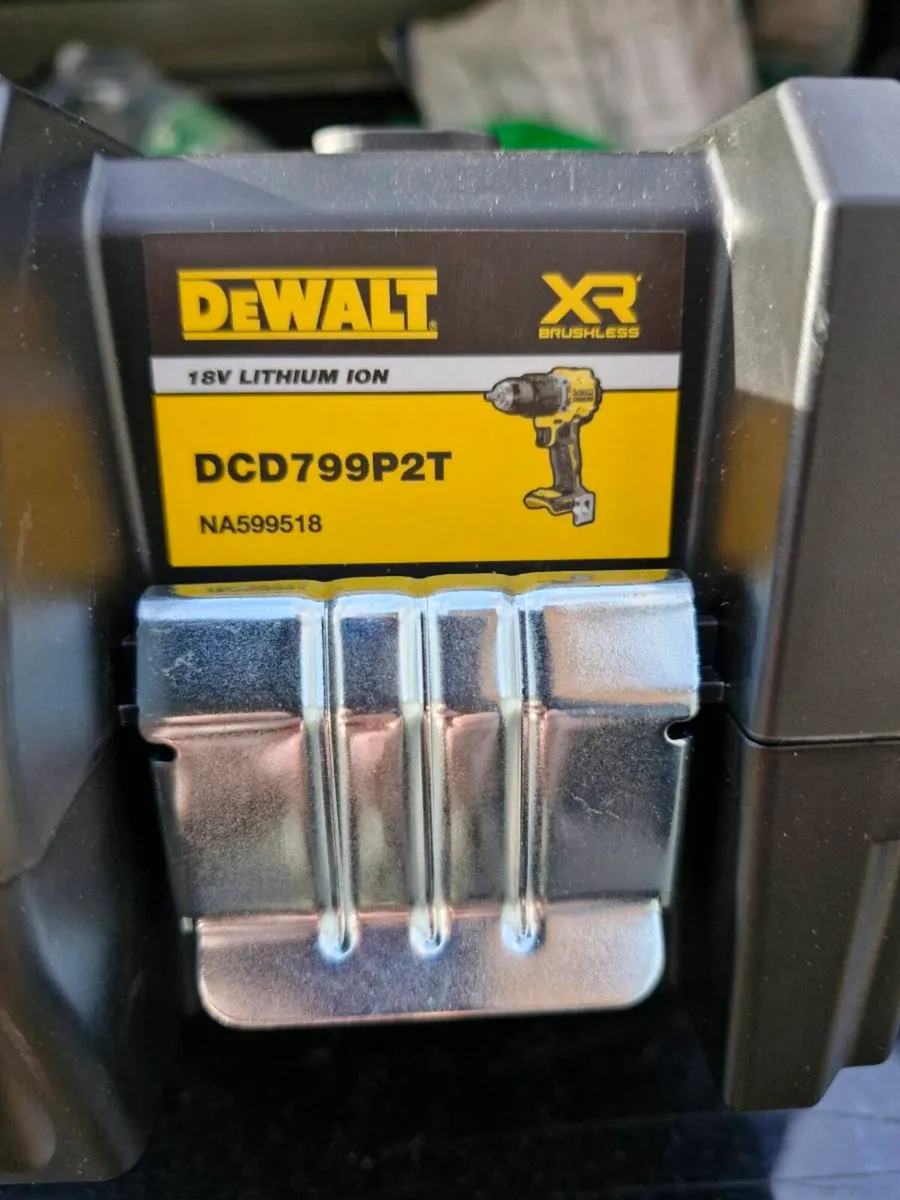 DEWALT
XR
BRUSHLESS
18V LITHIUM ION
DCD799P2T
NA599518